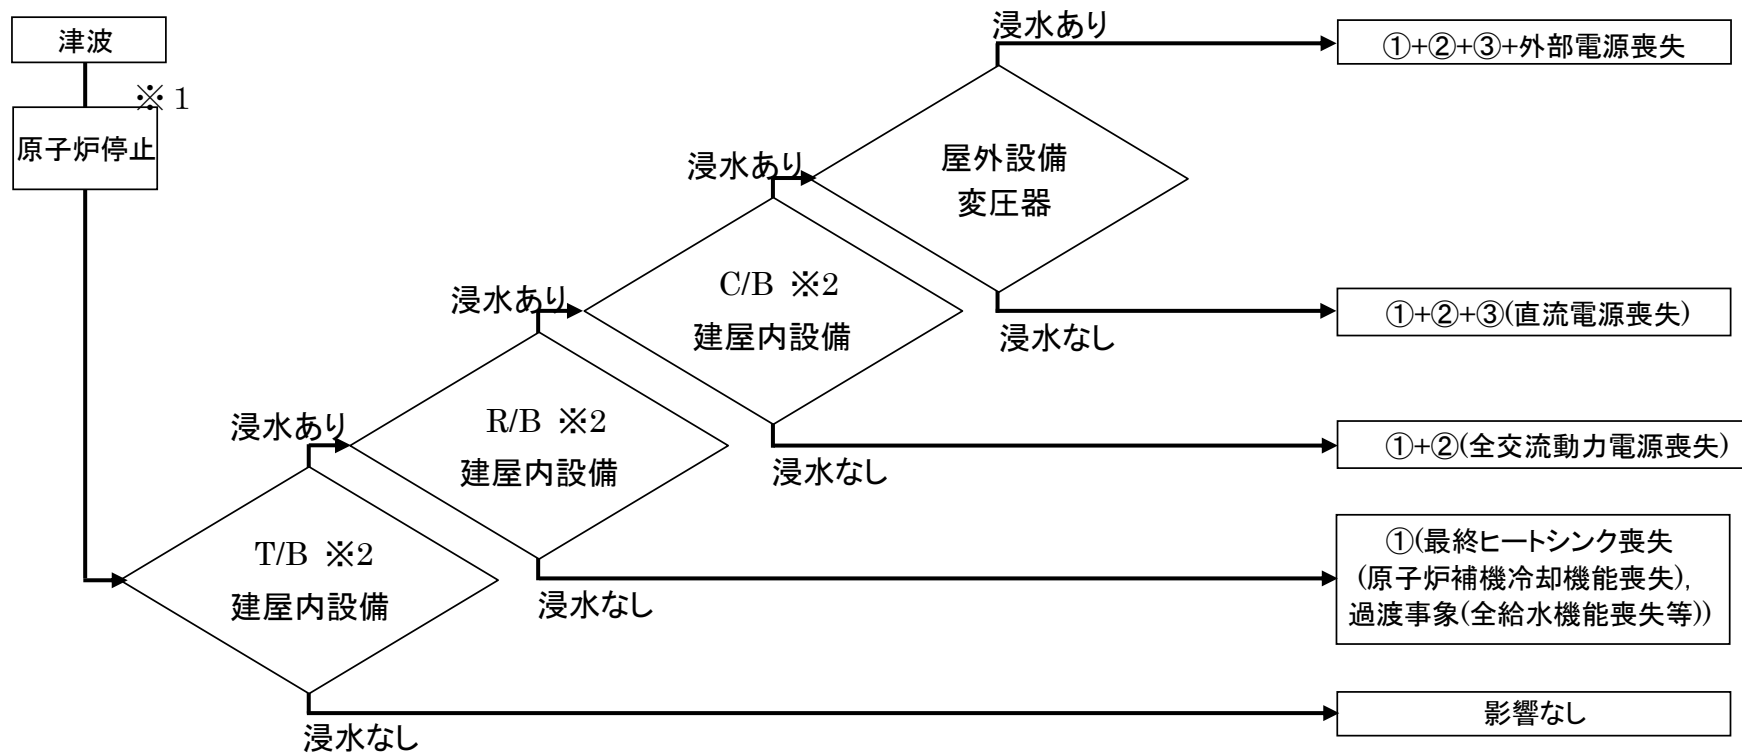 津波
※1
原子炉停止
浸水あり
①+②+③+外部電源喪失
屋外設備
変圧器
浸水なし
①+②+③(直流電源喪失)
浸水あり
C/B ※2
建屋内設備
浸水なし
①+②(全交流動力電源喪失)
浸水あり
R/B ※2
建屋内設備
浸水なし
①(最終ヒートシンク喪失
(原子炉補機冷却機能喪失),
過渡事象(全給水機能喪失等))
浸水あり
T/B ※2
建屋内設備
浸水なし
影響なし